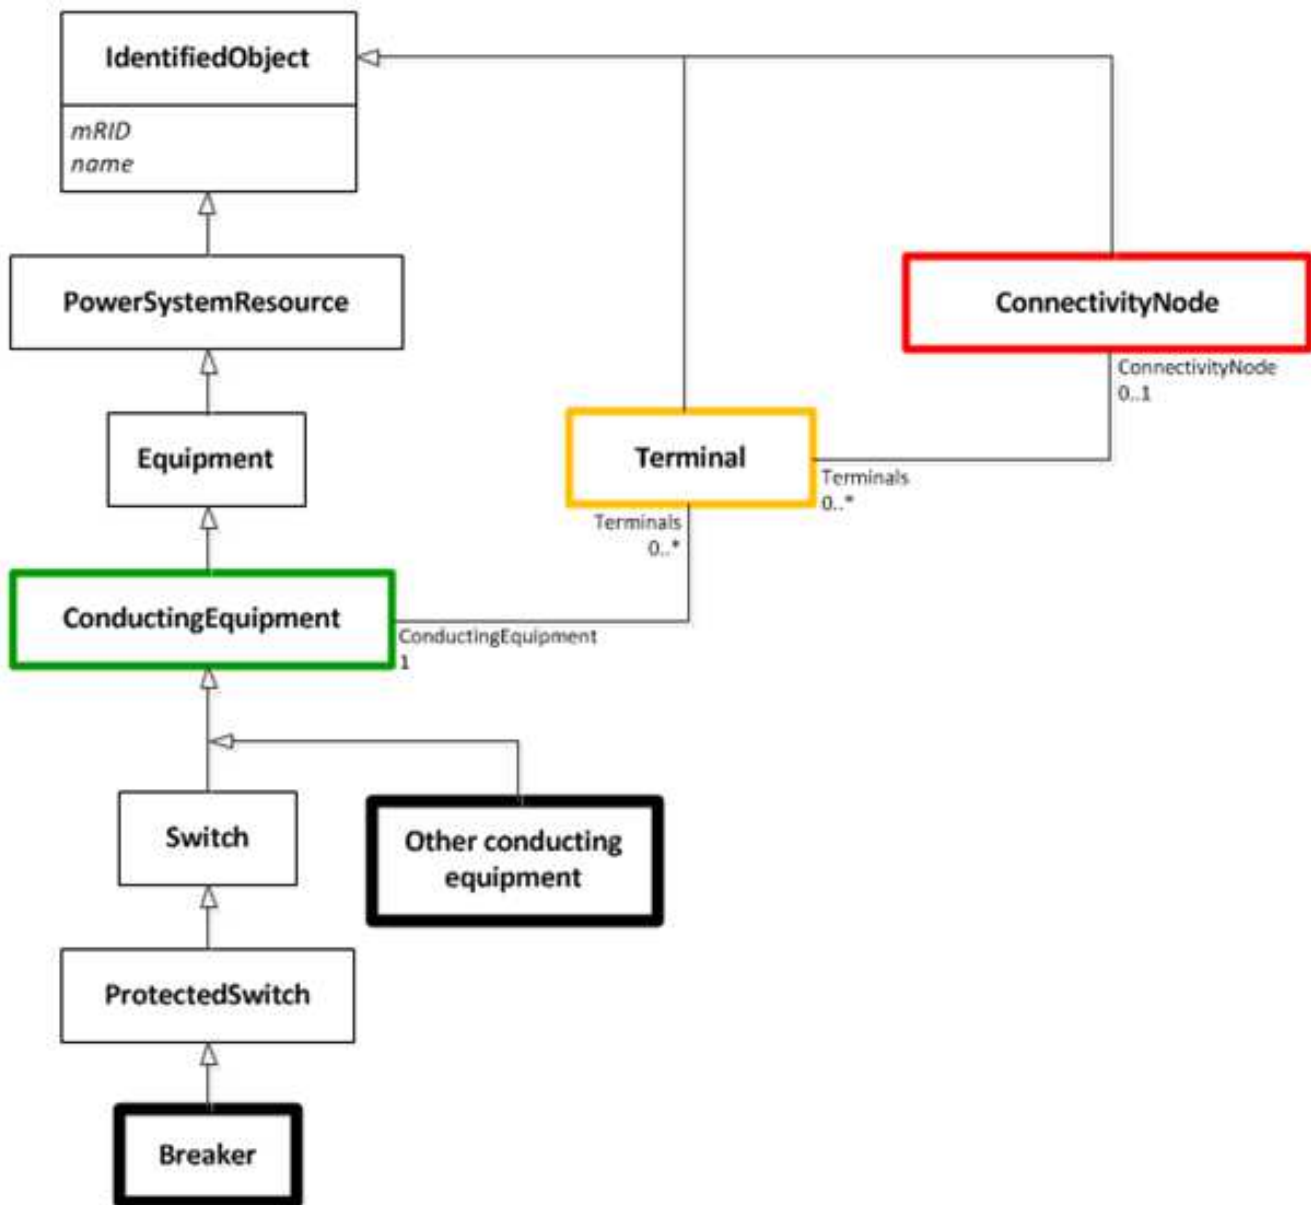 IdentifiedObject
mRID
name
PowerSystemResource
ConnectivityNode
ConnectivityNode
0..1
Equipment
Terminal
Terminals
0..*
Terminals
0..*
ConductingEquipment
ConductingEquipment
1
Switch
Other conducting
equipment
ProtectedSwitch
Breaker